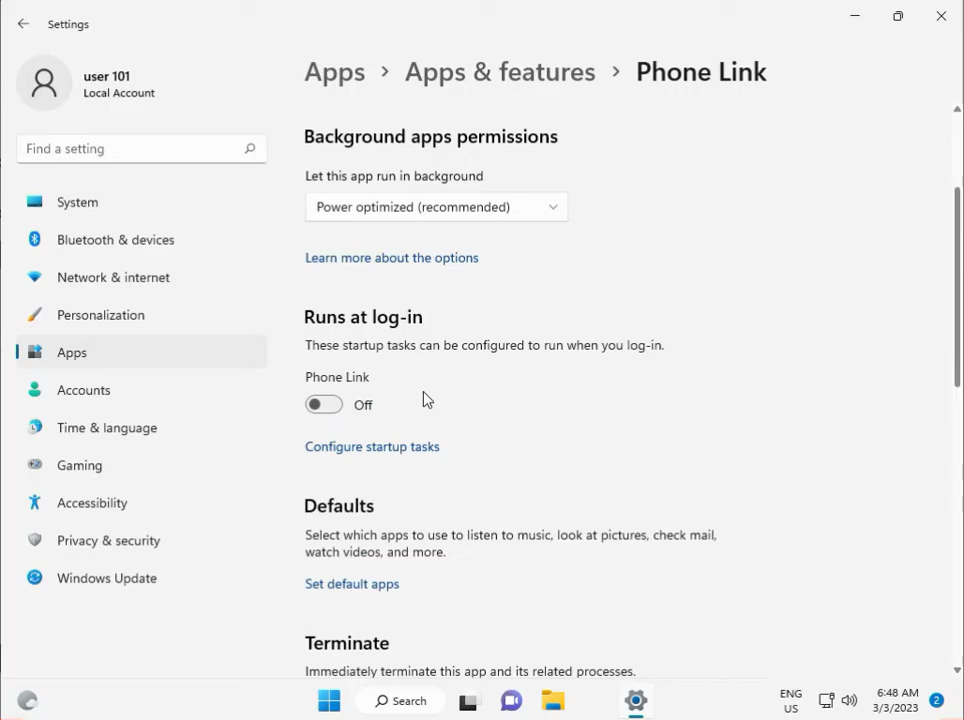 Settings
user 101
Local Account
Find a setting
System
Bluetooth & devices
Network & internet
Personalization
Apps
Accounts
Time & language
Gaming
Accessibility
Privacy & security
Windows Update
Apps > Apps & features > Phone Link
Background apps permissions
Let this app run in background
Power optimized (recommended)
Learn more about the options
Runs at log-in
These startup tasks can be configured to run when you log-in.
Phone Link
Off
Configure startup tasks
Defaults
Select which apps to use to listen to music, look at pictures, check mail,
watch videos, and more.
Set default apps
Terminate
Immediately terminate this app and its related processes.
Search
ENG
US
6:48 AM
3/3/2023
2